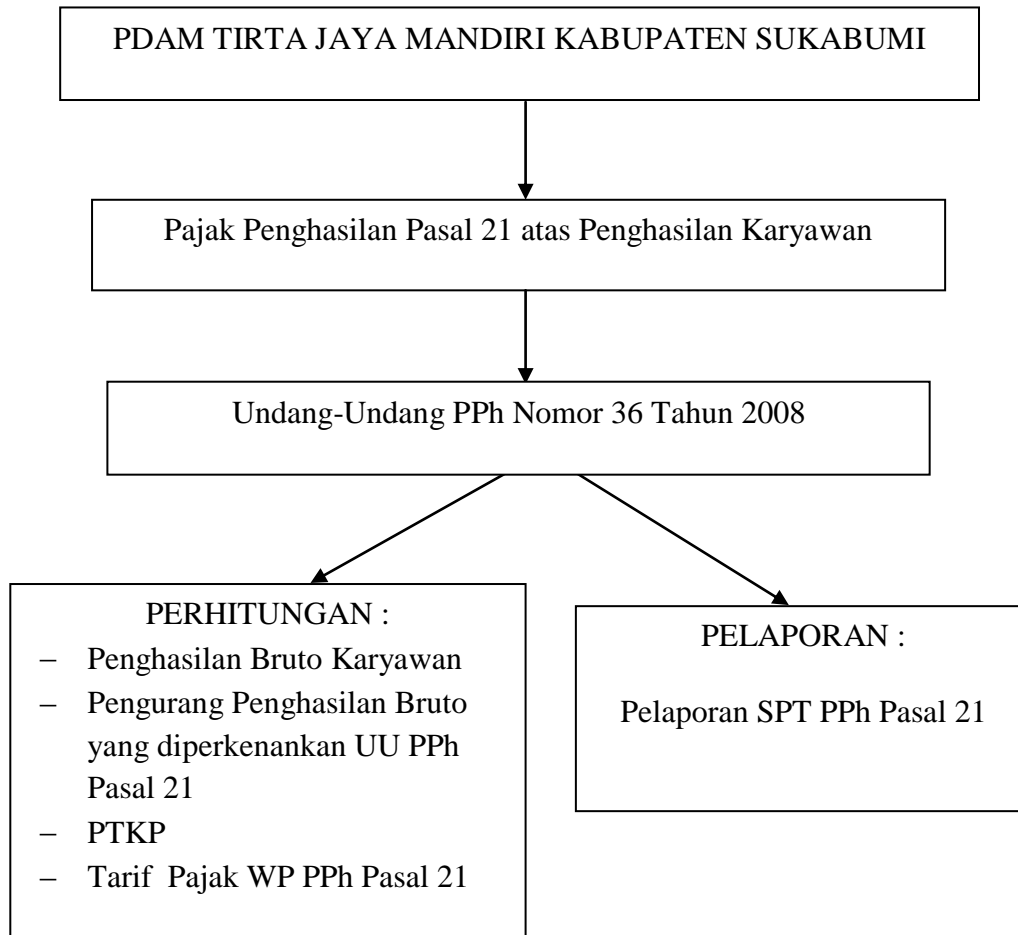 PDAM TIRTA JAYA MANDIRI KABUPATEN SUKABUMI
Pajak Penghasilan Pasal 21 atas Penghasilan Karyawan
Undang-Undang PPh Nomor 36 Tahun 2008
PERHITUNGAN :
– Penghasilan Bruto Karyawan
– Pengurang Penghasilan Bruto
yang diperkenankan UU PPh
Pasal 21
– PTKP
– Tarif Pajak WP PPh Pasal 21
PELAPORAN :
Pelaporan SPT PPh Pasal 21